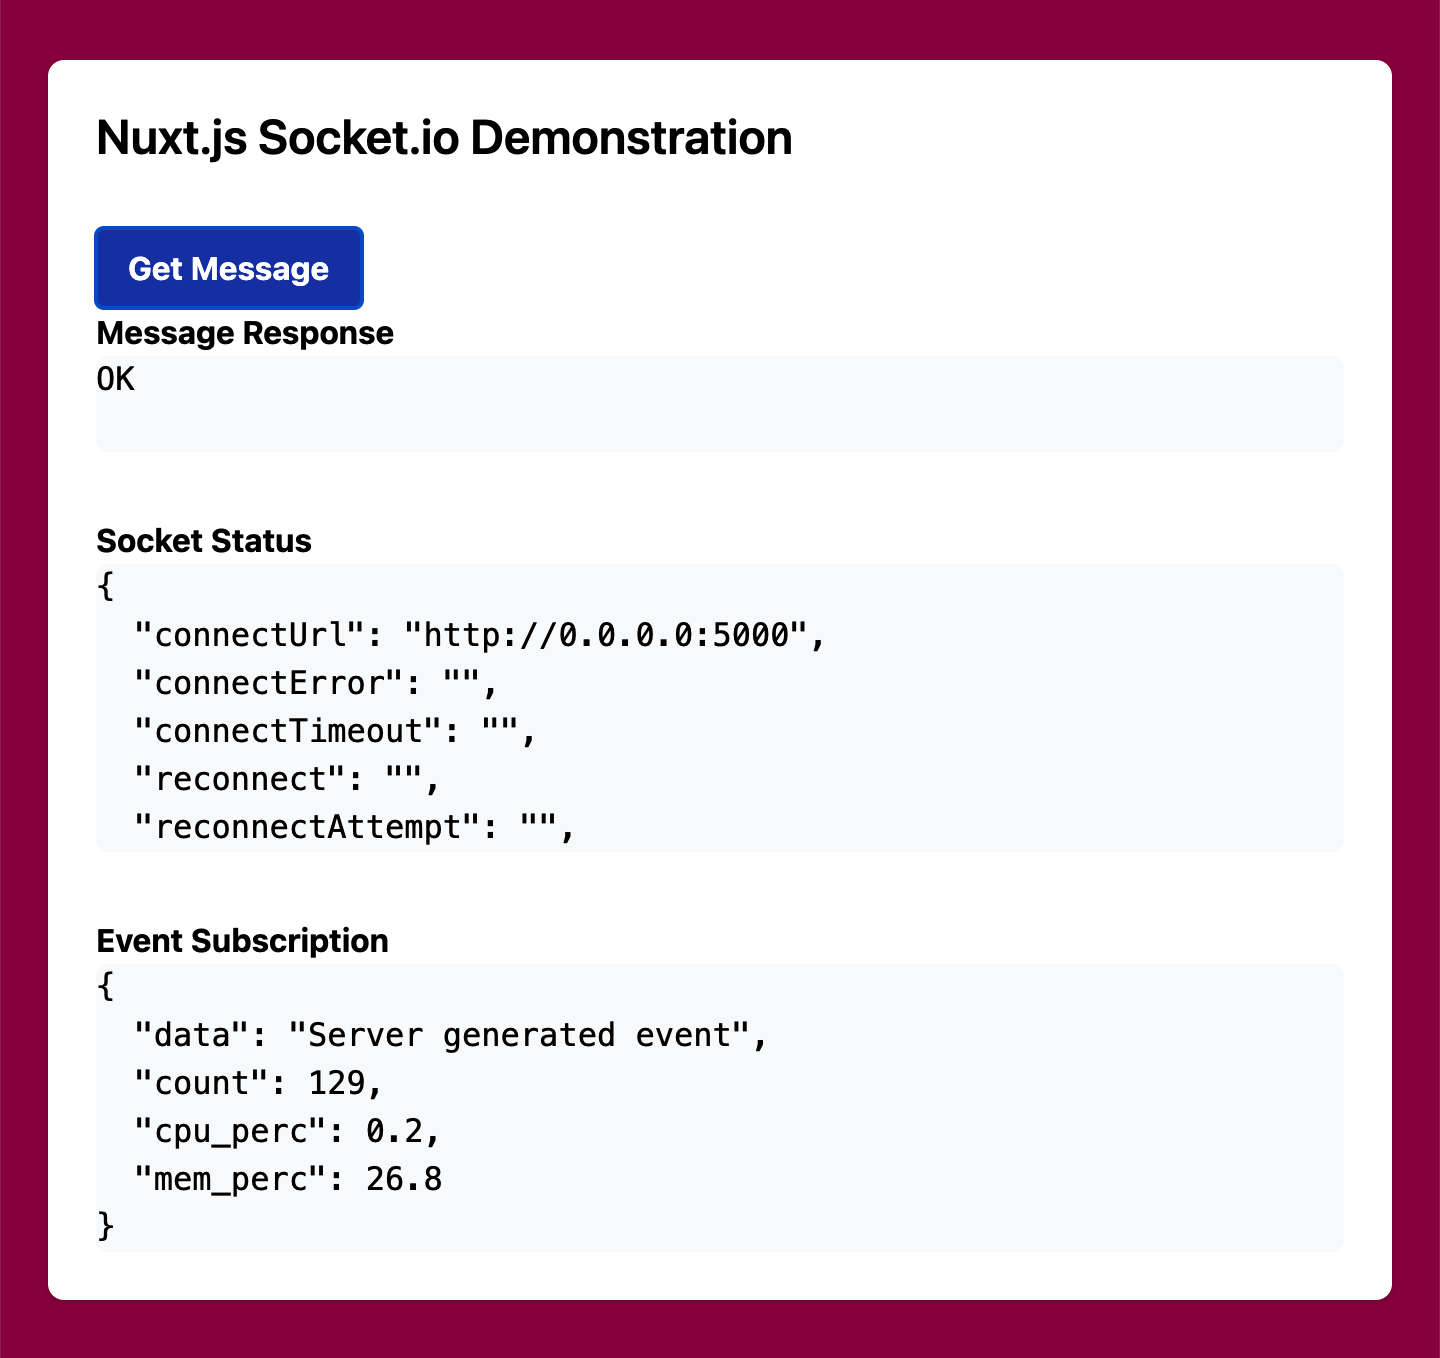 Nuxt.js Socket.io Demonstration
Get Message
Message Response
OK
Socket Status
{
  "connectUrl": "http://0.0.0.0:5000",
  "connectError": "",
  "connectTimeout": "",
  "reconnect": "",
  "reconnectAttempt": "",
Event Subscription
{
  "data": "Server generated event",
  "count": 129,
  "cpu_perc": 0.2,
  "mem_perc": 26.8
}